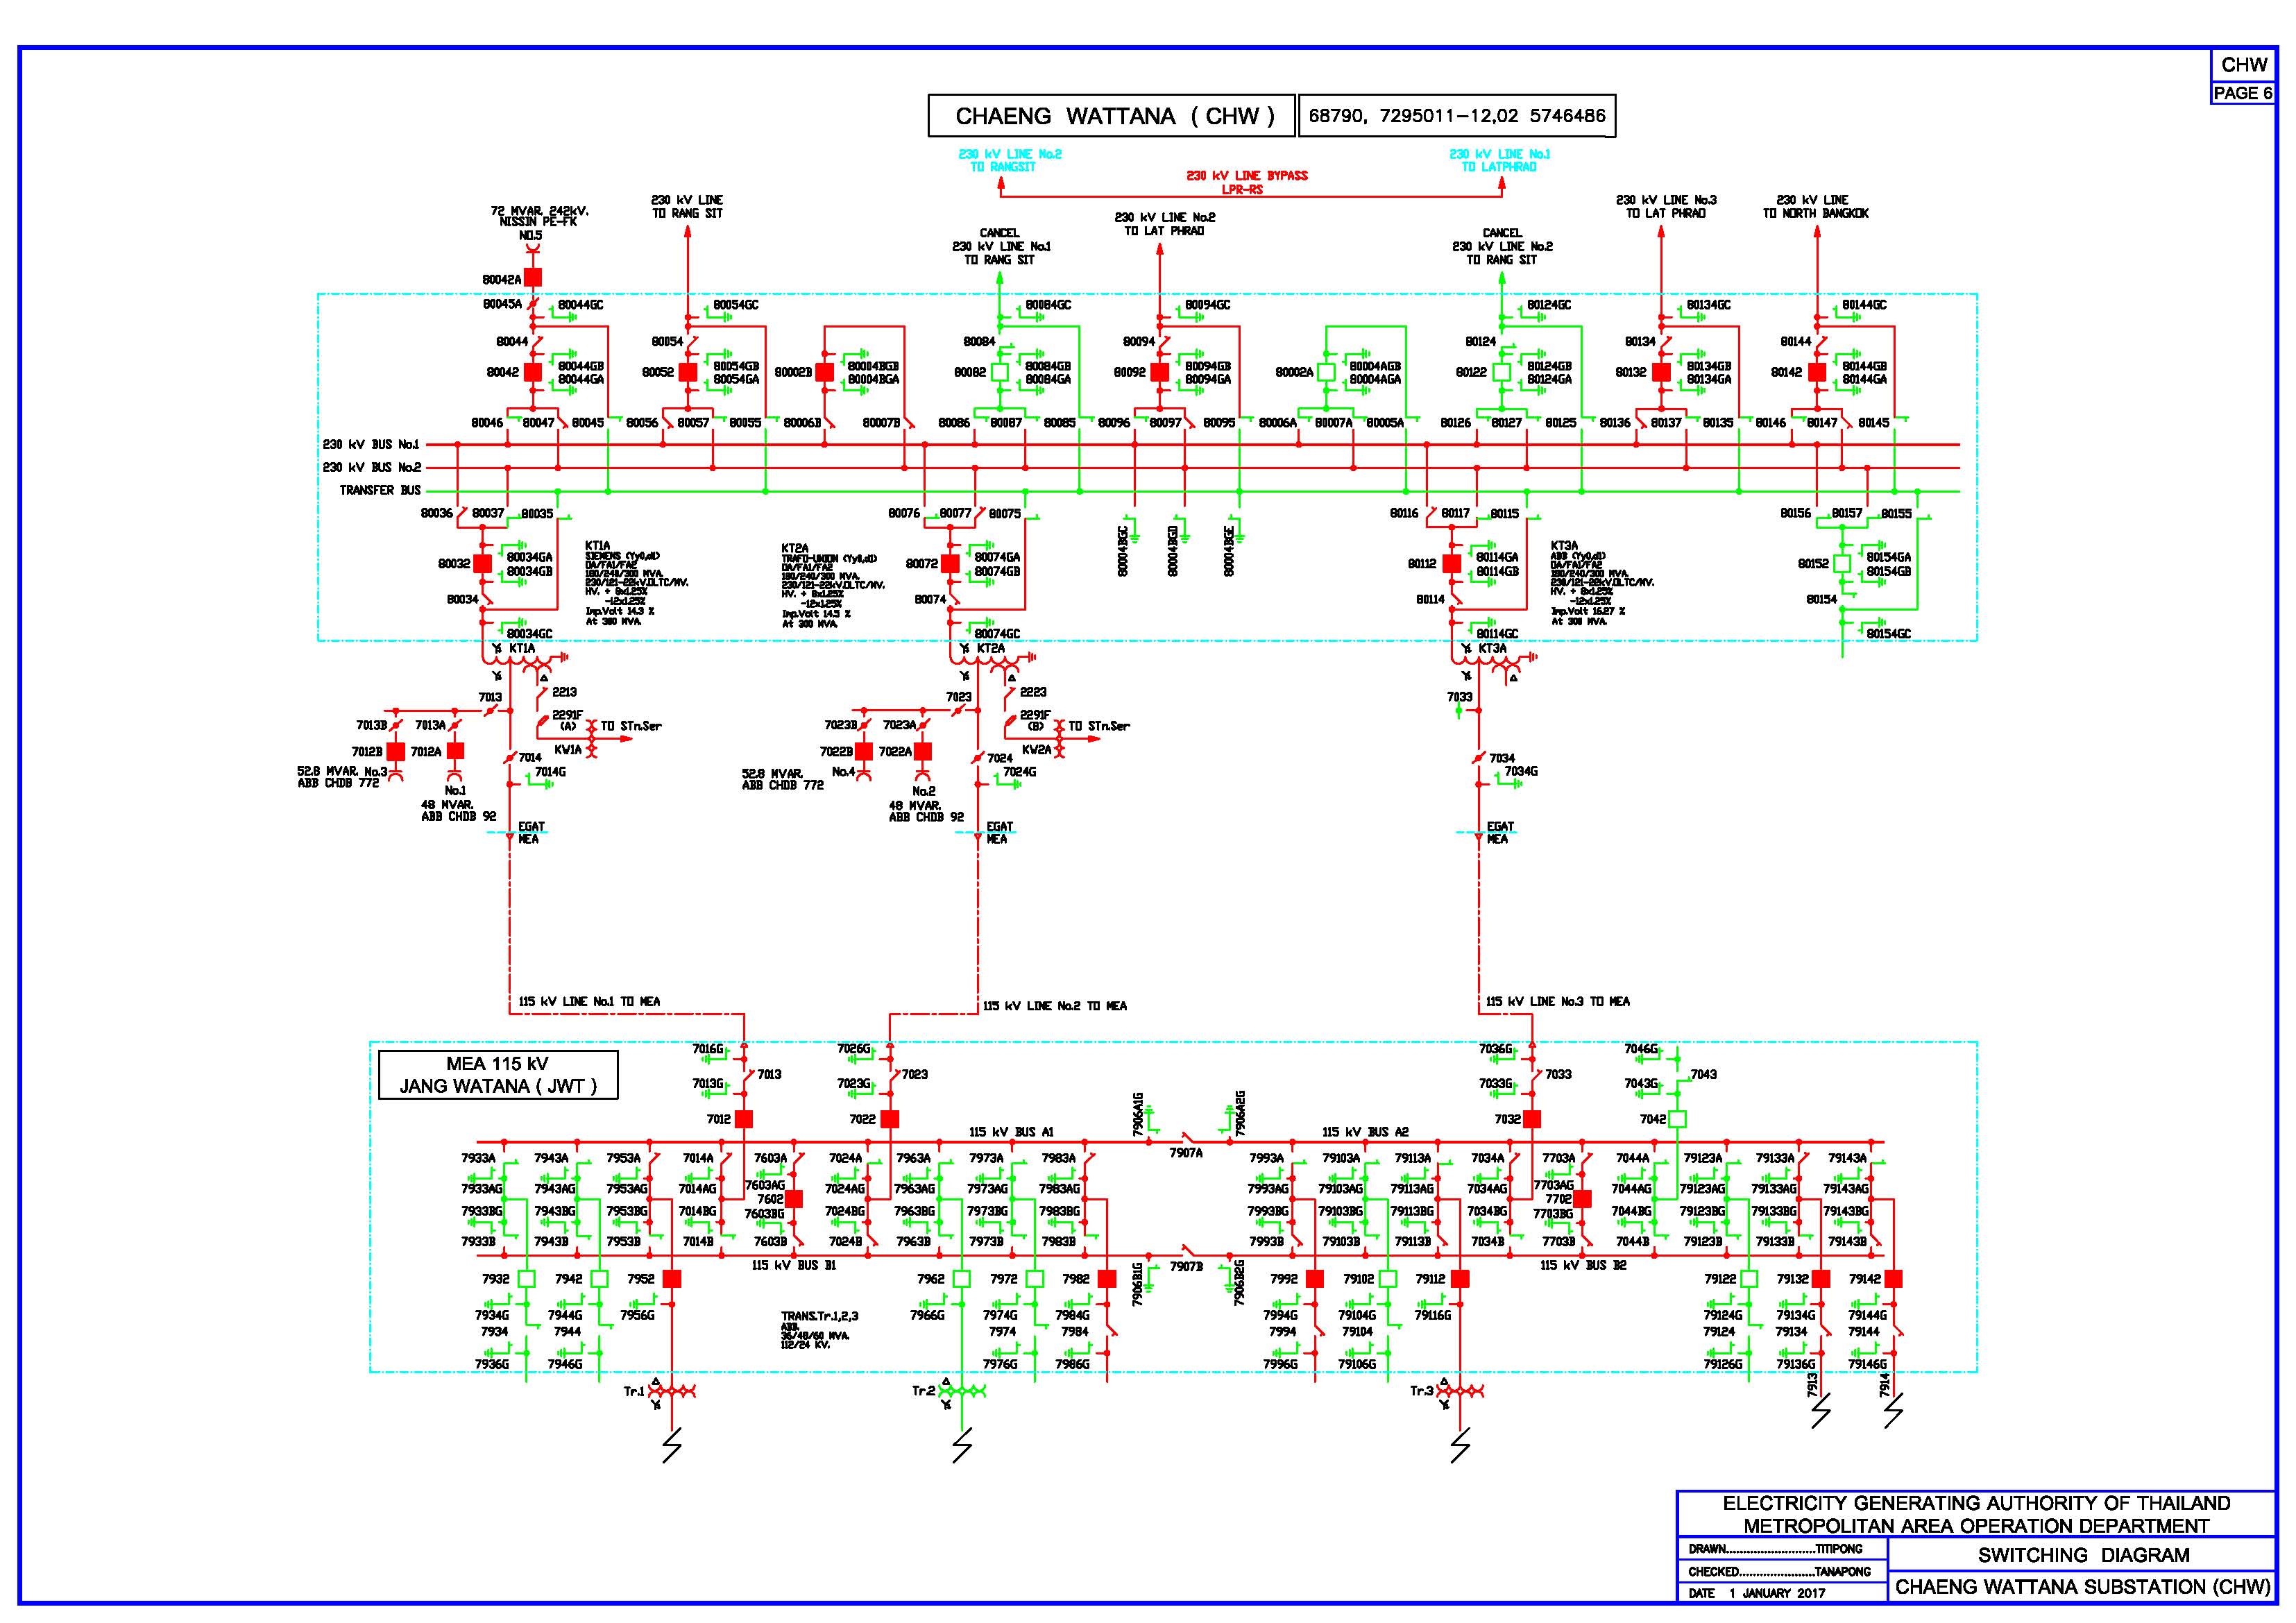 CHW
PAGE 6
CHAENG WATTANA ( CHW )
68790, 7295011-12,02 5746486
230 kV LINE No.2
TO RANGSIT
230 kV LINE No.1
TO LATPHRAO
230 kV LINE BYPASS
LPR-RS
72 MVAR. 242kV.
NISSIN PE-FK
NO.5
230 kV LINE
TO RANG SIT
CANCEL
230 kV LINE No.1
TO RANG SIT
230 kV LINE No.2
TO LAT PHRAO
CANCEL
230 kV LINE No.2
TO RANG SIT
230 kV LINE No.3
TO LAT PHRAO
230 kV LINE
TO NORTH BANGKOK
80042A
80045A 80044GC 80054GC 80084GC 80094GC 80124GC 80134GC 80144GC
80044 80054 80084 80094 80124 80134 80144
80042 80044GB 80052 80054GB 80002B 80004BGB 80082 80084GB 80092 80094GB 80004AGB 80002A 80122 80124GB 80132 80134GB 80142 80144GB
80044GA 80054GA 80004BGA 80084GA 80094GA 80004AGA 80124GA 80134GA 80144GA
80046 80047 80045 80056 80057 80055 80006B 80007B 80086 80087 80085 80096 80097 80095 80006A 80007A 80005A 80126 80127 80125 80136 80137 80135 80146 80147 80145
230 kV BUS No.1
230 kV BUS No.2
TRANSFER BUS
80036 80037 80035 80076 80077 80075 80116 80117 80115 80156 80157 80155
80004BGC
80004BGD
80004BGE
80032 80034GA
80034GB
80034
80034GC
KT1A
SIEMENS (Yy0,d1)
OA/FA1/FA2
180/240/300 MVA.
230/121-22kV.OLTC/HV.
HV. + 8x1.25%
-12x1.25%
Imp.Volt 14.3 %
At 300 MVA.
KT2A
TRAFO-UNION (Yy0,d1)
OA/FA1/FA2
180/240/300 MVA.
230/121-22kV.OLTC/HV.
HV. + 8x1.25%
-12x1.25%
Imp.Volt 14.5 %
At 300 MVA.
80072 80074GA
80074GB
80074
80074GC
80112 80114GA
80114GB
80114
80114GC
KT3A
ABB (Yy0,d1)
OA/FA1/FA2
180/240/300 MVA.
230/121-22kV.OLTC/HV.
HV. + 8x1.25%
-12x1.25%
Imp.Volt 16.27 %
At 300 MVA.
80152 80154GA
80154GB
80154
80154GC
KT1A
KT2A
KT3A
7013 2213
7013B 7013A 2291F
(A) TO STn.Ser
7012B 7012A KW1A
7014
7014G
52.8 MVAR. No.3
ABB CHDB 772
No.1
48 MVAR.
ABB CHDB 92
7023 2223
7023B 7023A 2291F
(B) TO STn.Ser
7022B 7022A KW2A
7024
7024G
52.8 MVAR. No.4
ABB CHDB 772
No.2
48 MVAR.
ABB CHDB 92
7033
7034
7034G
EGAT
MEA
EGAT
MEA
EGAT
MEA
115 kV LINE No.1 TO MEA
115 kV LINE No.2 TO MEA
115 kV LINE No.3 TO MEA
MEA 115 kV
JANG WATANA ( JWT )
7016G 7026G 7036G 7046G
7013 7023 7033 7043
7013G 7023G 7033G 7043G
7012 7022 7032 7042
7906A1G
7906A2G
115 kV BUS A1
115 kV BUS A2
7907A
7933A 7943A 7953A 7014A 7603A 7024A 7963A 7973A 7983A 7993A 79103A 79113A 7034A 7703A 7044A 79123A 79133A 79143A
7933AG 7943AG 7953AG 7014AG 7603AG 7024AG 7963AG 7973AG 7983AG 7993AG 79103AG 79113AG 7034AG 7703AG 7044AG 79123AG 79133AG 79143AG
7602 7702
7933BG 7943BG 7953BG 7014BG 7603BG 7024BG 7963BG 7973BG 7983BG 7993BG 79103BG 79113BG 7034BG 7703BG 7044BG 79123BG 79133BG 79143BG
7933B 7943B 7953B 7014B 7603B 7024B 7963B 7973B 7983B 7993B 79103B 79113B 7034B 7703B 7044B 79123B 79133B 79143B
115 kV BUS B1
7907B
115 kV BUS B2
7906B1G
7906B2G
7932 7942 7952 7962 7972 7982 7992 79102 79112 79122 79132 79142
7934G 7944G 7956G 7966G 7974G 7984G 7994G 79104G 79116G 79124G 79134G 79144G
7934 7944 7974 7984 7994 79104 79124 79134 79144
7936G 7946G 7976G 7986G 7996G 79106G 79126G 79136G 79146G
TRANS.Tr.1,2,3
ABB.
36/48/60 MVA.
112/24 KV.
Tr.1 Tr.2 Tr.3
7913
7914
ELECTRICITY GENERATING AUTHORITY OF THAILAND
METROPOLITAN AREA OPERATION DEPARTMENT
DRAWN..........................TITIPONG
CHECKED......................TANAPONG
DATE 1 JANUARY 2017
SWITCHING DIAGRAM
CHAENG WATTANA SUBSTATION (CHW)